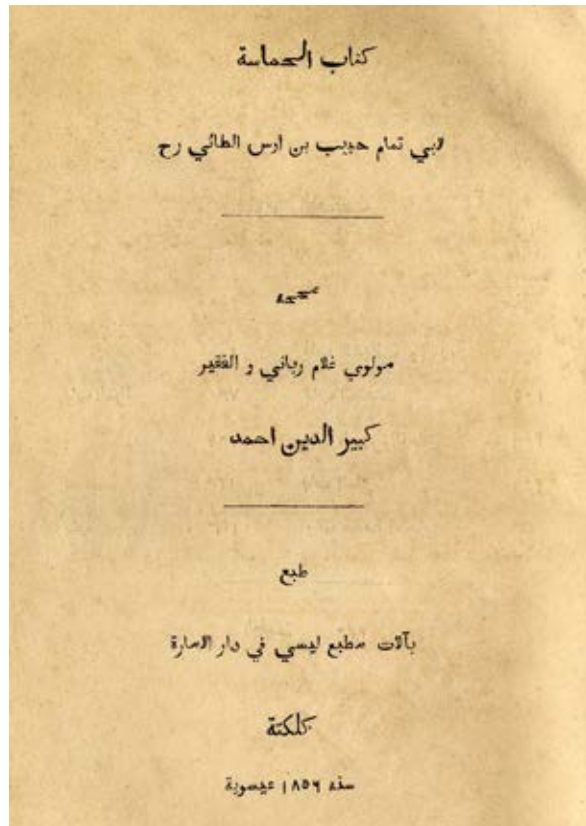 كتاب الحماسة
لابي تمام حبيب بن اوس الطائي رح
صححه
مولوي غلام رباني و الفقير
كبير الدين احمد
طبع
بآلات مطبع ليسي في دار الامارة
كلكتة
سنه ١٨٥٦ عيسوية